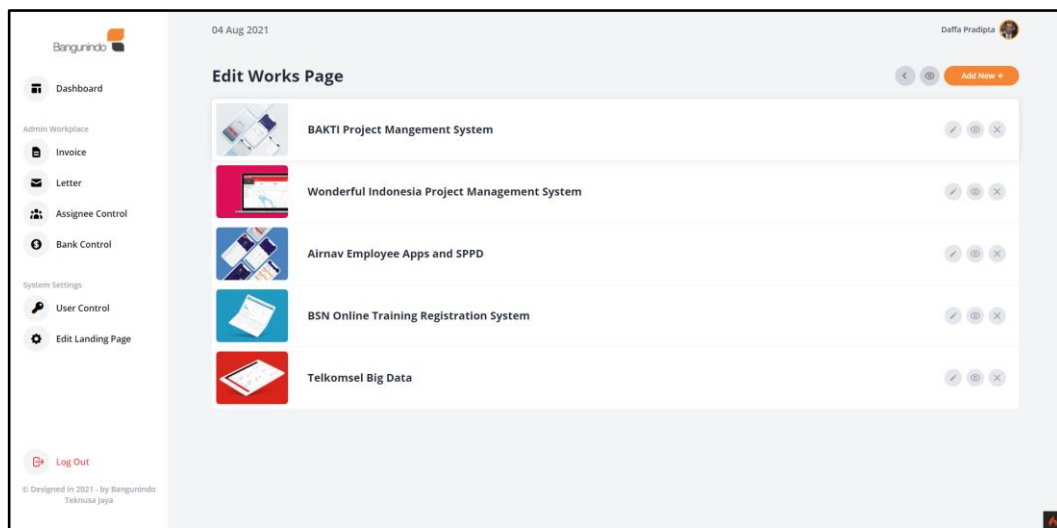 Bangunindo
Dashboard
Admin Workplace
Invoice
Letter
Assignee Control
Bank Control
System Settings
User Control
Edit Landing Page
Log Out
© Designed in 2021 - by Bangunindo
Teknusa Jaya
04 Aug 2021
Daffa Pradipta
Edit Works Page
Add New +
BAKTI Project Mangement System
Wonderful Indonesia Project Management System
Airnav Employee Apps and SPPD
BSN Online Training Registration System
Telkomsel Big Data